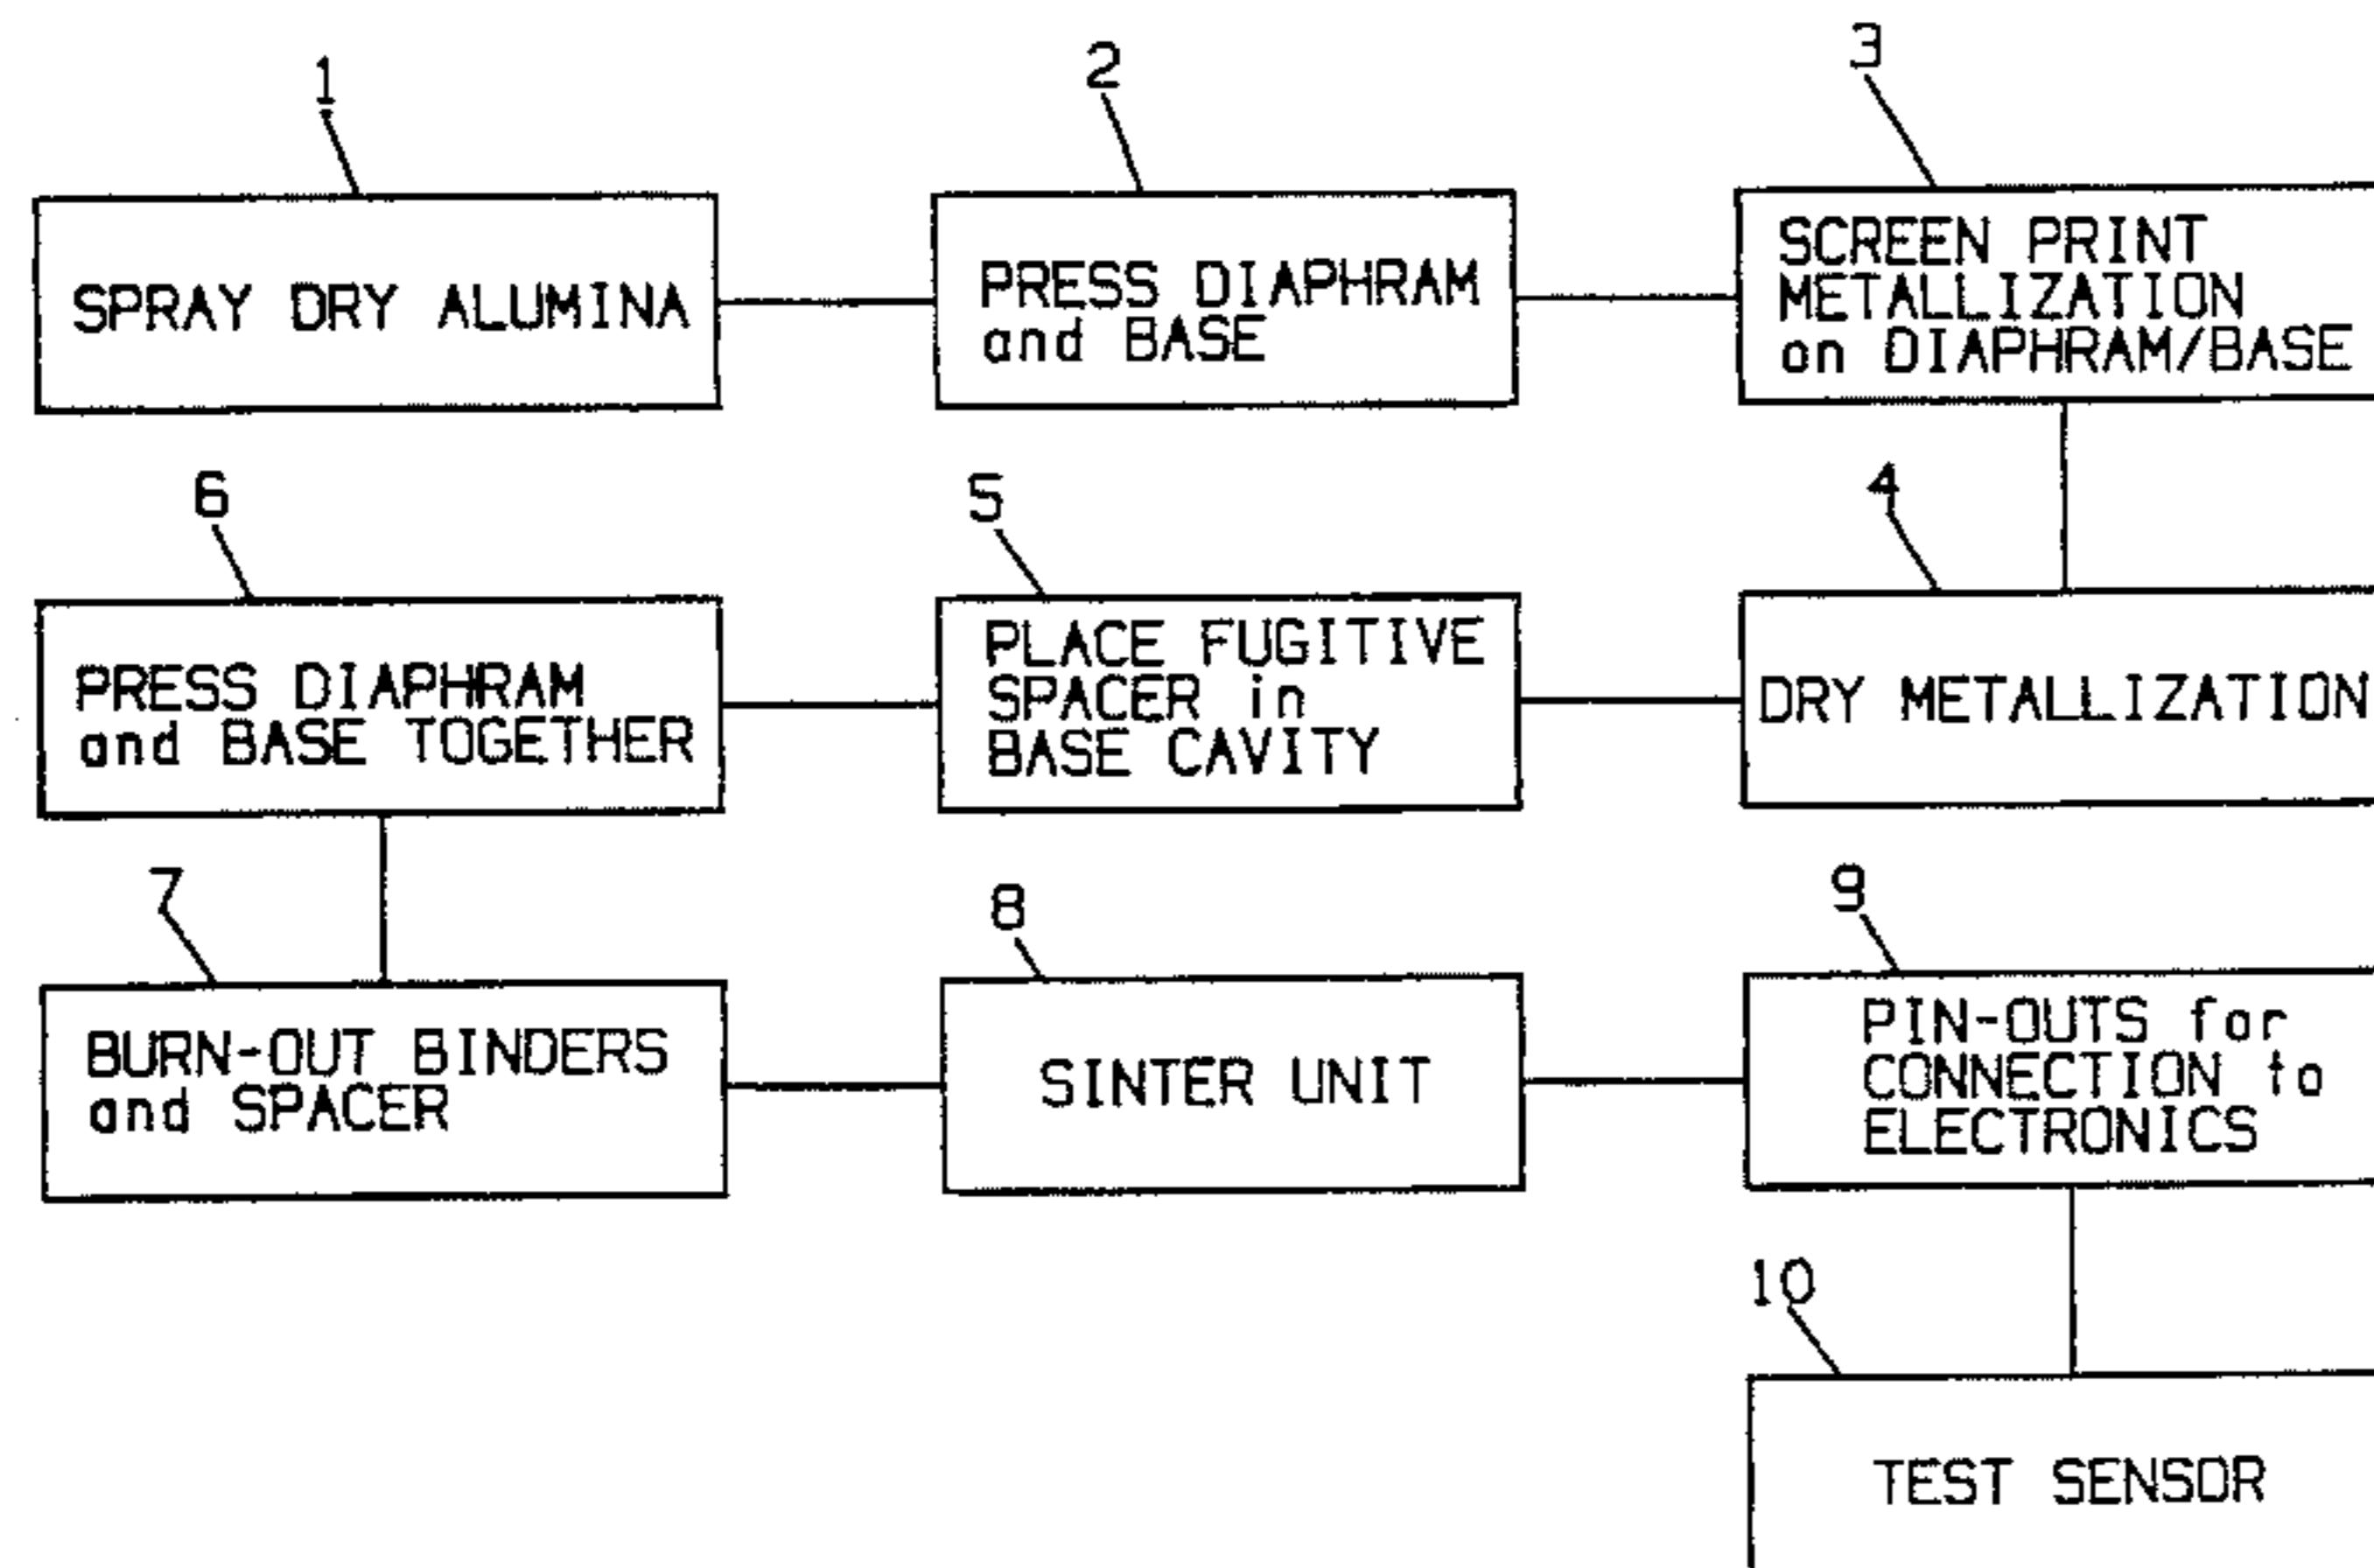 1
SPRAY DRY ALUMINA
2
PRESS DIAPHRAM
and BASE
3
SCREEN PRINT
METALLIZATION
on DIAPHRAM/BASE
4
DRY METALLIZATION
5
PLACE FUGITIVE
SPACER in
BASE CAVITY
6
PRESS DIAPHRAM
and BASE TOGETHER
7
BURN-OUT BINDERS
and SPACER
8
SINTER UNIT
9
PIN-OUTS for
CONNECTION to
ELECTRONICS
10
TEST SENSOR